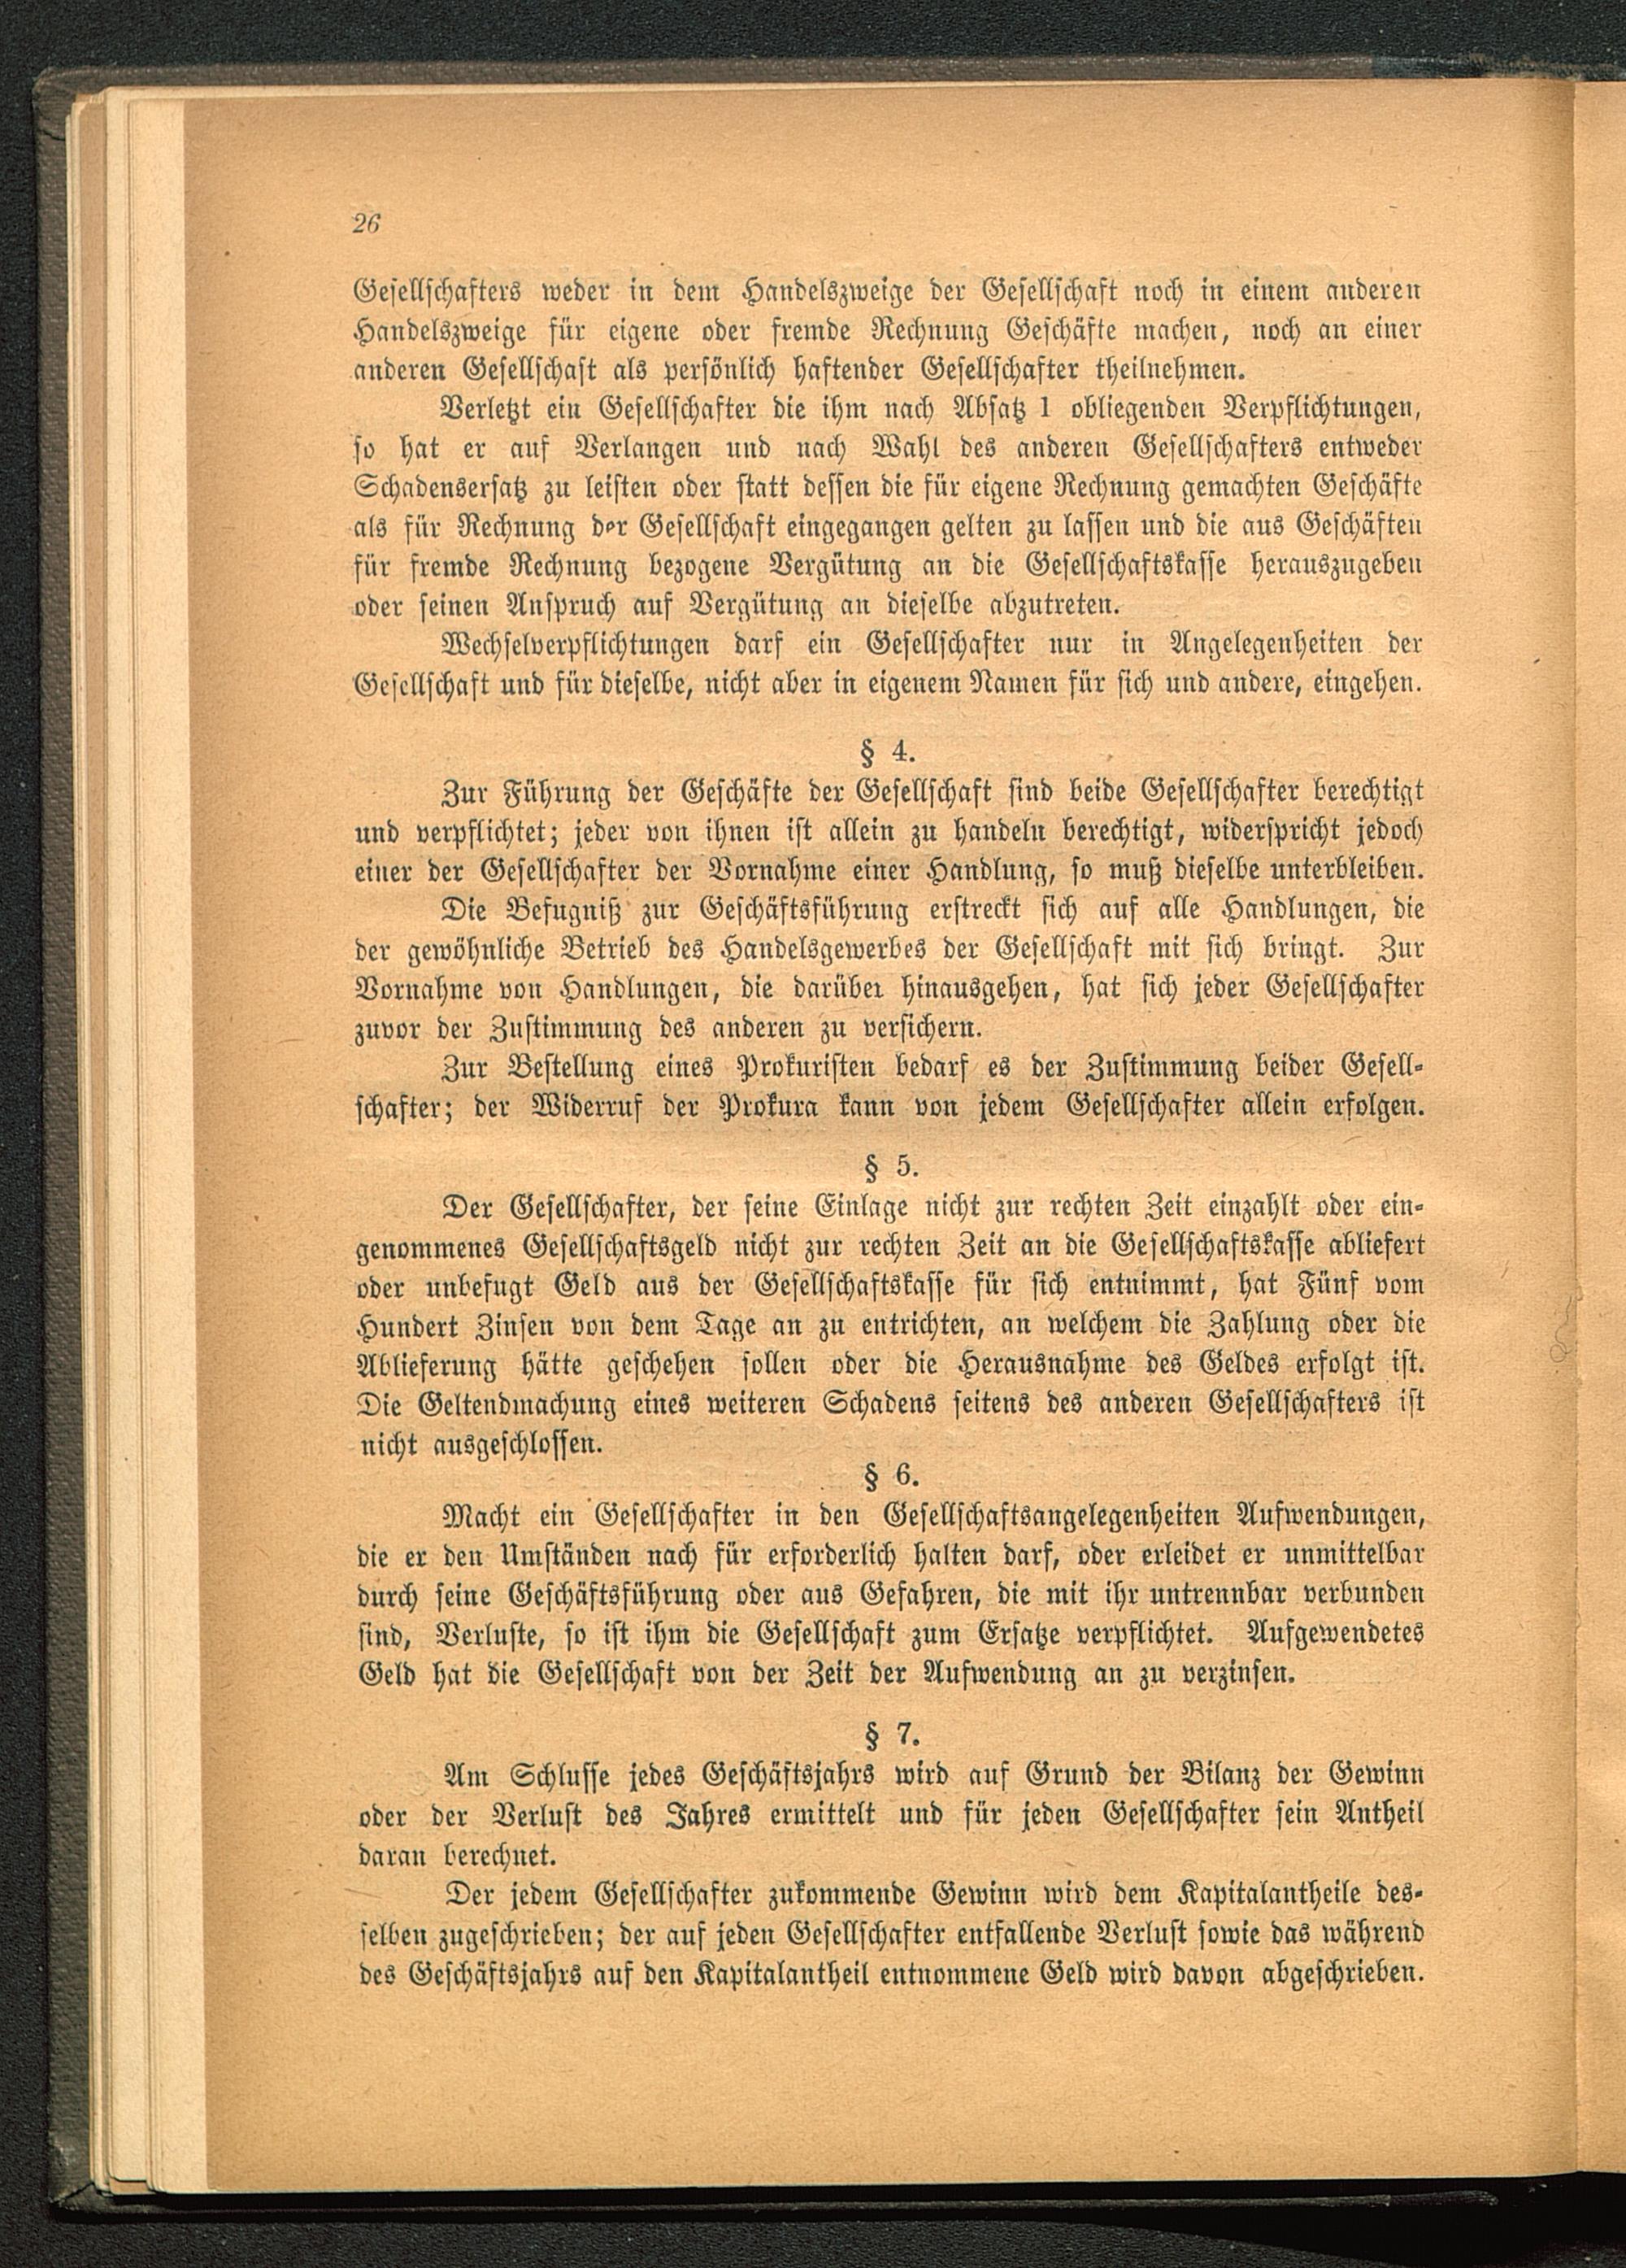 26
Gesellschafters weder in dem Handelszweige der Gesellschaft noch in einem anderen
Handelszweige für eigene oder fremde Rechnung Geschäfte machen, noch an einer
anderen Gesellschaft als persönlich haftender Gesellschafter theilnehmen.
Verletzt ein Gesellschafter die ihm nach Absatz 1 obliegenden Verpflichtungen,
so hat er auf Verlangen und nach Wahl des anderen Gesellschafters entweder
Schadensersatz zu leisten oder statt dessen die für eigene Rechnung gemachten Geschäfte
als für Rechnung der Gesellschaft eingegangen gelten zu lassen und die aus Geschäften
für fremde Rechnung bezogene Vergütung an die Gesellschaftskasse herauszugeben
oder seinen Anspruch auf Vergütung an dieselbe abzutreten.
Wechselverpflichtungen darf ein Gesellschafter nur in Angelegenheiten der
Gesellschaft und für dieselbe, nicht aber in eigenem Namen für sich und andere, eingehen.
§ 4.
Zur Führung der Geschäfte der Gesellschaft sind beide Gesellschafter berechtigt
und verpflichtet; jeder von ihnen ist allein zu handeln berechtigt, widerspricht jedoch
einer der Gesellschafter der Vornahme einer Handlung, so muß dieselbe unterbleiben.
Die Befugniß zur Geschäftsführung erstreckt sich auf alle Handlungen, die
der gewöhnliche Betrieb des Handelsgewerbes der Gesellschaft mit sich bringt. Zur
Vornahme von Handlungen, die darüber hinausgehen, hat sich jeder Gesellschafter
zuvor der Zustimmung des anderen zu versichern.
Zur Bestellung eines Prokuristen bedarf es der Zustimmung beider Gesell-
schafter; der Widerruf der Prokura kann von jedem Gesellschafter allein erfolgen.
§ 5.
Der Gesellschafter, der seine Einlage nicht zur rechten Zeit einzahlt oder ein-
genommenes Gesellschaftsgeld nicht zur rechten Zeit an die Gesellschaftskasse abliefert
oder unbefugt Geld aus der Gesellschaftskasse für sich entnimmt, hat Fünf vom
Hundert Zinsen von dem Tage an zu entrichten, an welchem die Zahlung oder die
Ablieferung hätte geschehen sollen oder die Herausnahme des Geldes erfolgt ist.
Die Geltendmachung eines weiteren Schadens seitens des anderen Gesellschafters ist
nicht ausgeschlossen.
§ 6.
Macht ein Gesellschafter in den Gesellschaftsangelegenheiten Aufwendungen,
die er den Umständen nach für erforderlich halten darf, oder erleidet er unmittelbar
durch seine Geschäftsführung oder aus Gefahren, die mit ihr untrennbar verbunden
sind, Verluste, so ist ihm die Gesellschaft zum Ersatze verpflichtet. Aufgewendetes
Geld hat die Gesellschaft von der Zeit der Aufwendung an zu verzinsen.
§ 7.
Am Schlusse jedes Geschäftsjahrs wird auf Grund der Bilanz der Gewinn
oder der Verlust des Jahres ermittelt und für jeden Gesellschafter sein Antheil
daran berechnet.
Der jedem Gesellschafter zukommende Gewinn wird dem Kapitalantheile des-
selben zugeschrieben; der auf jeden Gesellschafter entfallende Verlust sowie das während
des Geschäftsjahrs auf den Kapitalantheil entnommene Geld wird davon abgeschrieben.